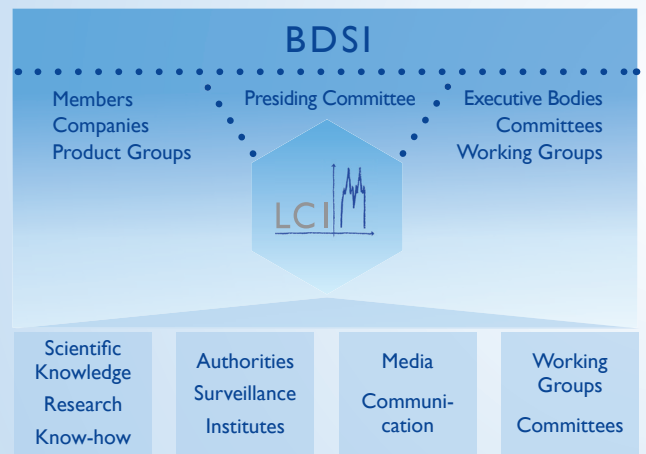 BDSI
Members
Companies
Product Groups
Presiding Committee
Executive Bodies
Committees
Working Groups
LCI
Scientific
Knowledge
Research
Know-how
Authorities
Surveillance
Institutes
Media
Communi-
cation
Working
Groups
Committees